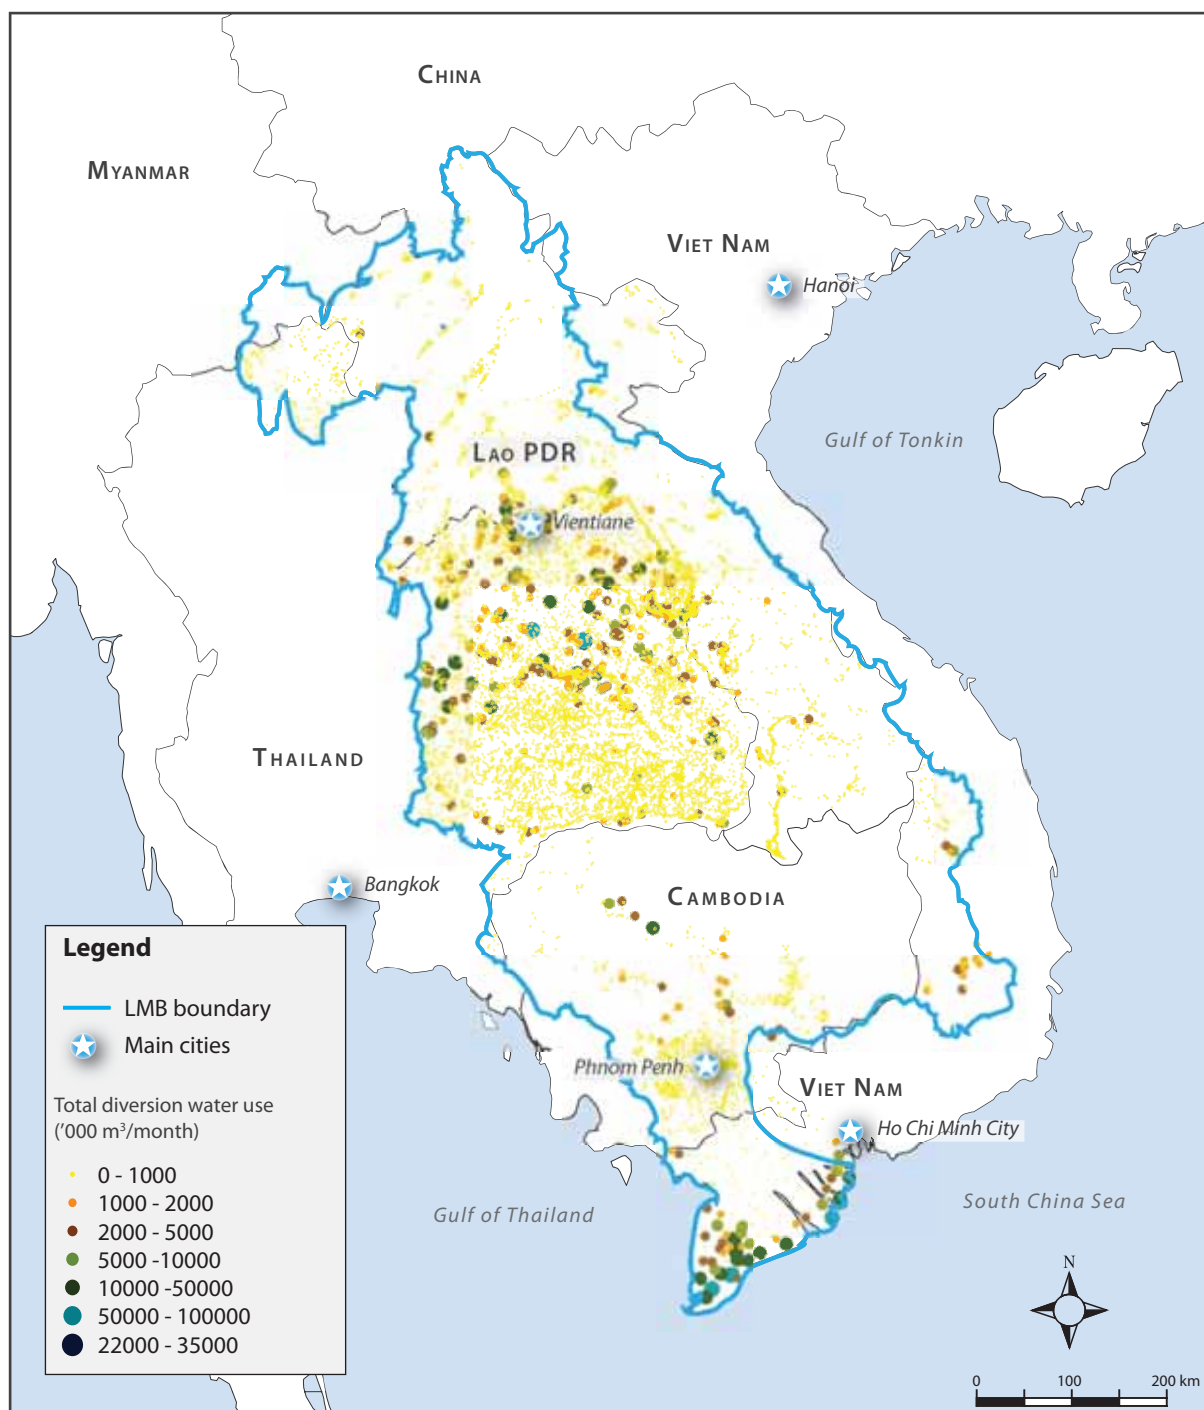 CHINA
MYANMAR
VIET NAM
Hanoi
Gulf of Tonkin
LAO PDR
Vientiane
THAILAND
Bangkok
CAMBODIA
Phnom Penh
VIET NAM
Ho Chi Minh City
Gulf of Thailand
South China Sea
Legend
LMB boundary
Main cities
Total diversion water use
('000 m³/month)
0 - 1000
1000 - 2000
2000 - 5000
5000 -10000
10000 -50000
50000 - 100000
22000 - 35000
N
0 100 200 km